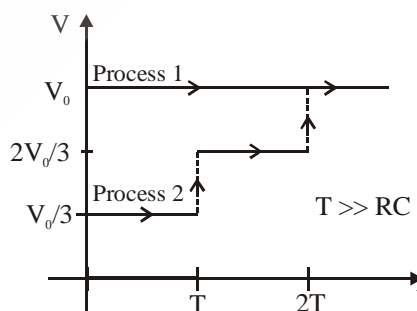 V
Process 1
V₀
2V₀/3
Process 2
V₀/3
T >> RC
T
2T